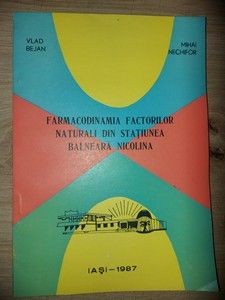 VLAD
BEJAN
MIHAI
NECHIFOR
FARMACODINAMIA FACTORILOR
NATURALI DIN STAȚIUNEA
BALNEARĂ NICOLINA
IAȘI — 1987